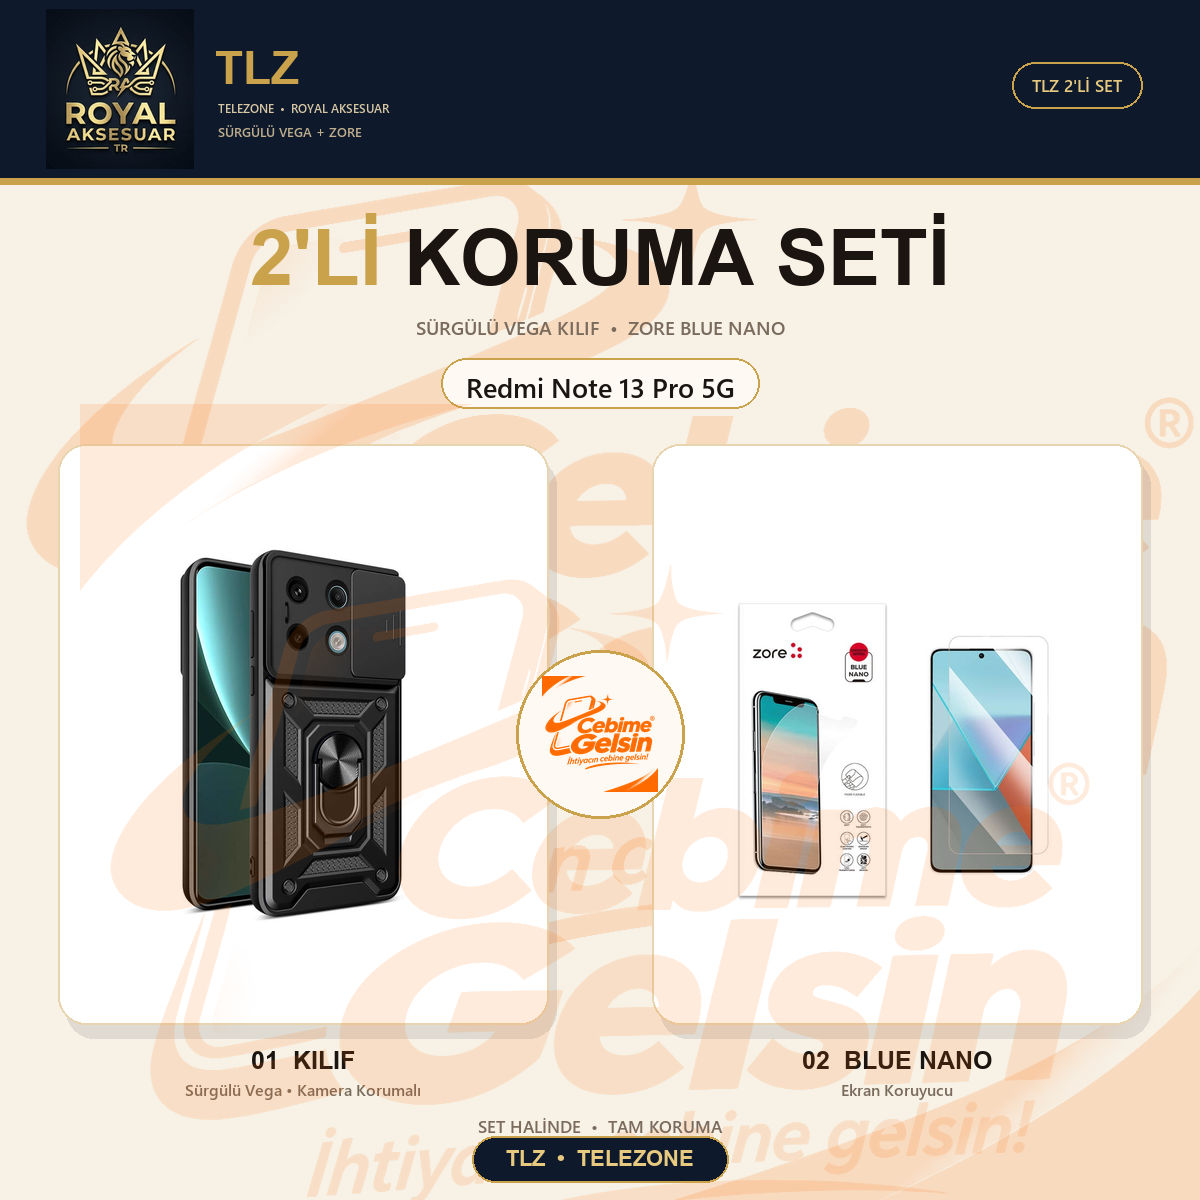 ROYAL
AKSESUAR
TR
TLZ
TELEZONE • ROYAL AKSESUAR
SÜRGÜLÜ VEGA + ZORE
TLZ 2'Lİ SET
2'Lİ KORUMA SETİ
SÜRGÜLÜ VEGA KILIF • ZORE BLUE NANO
Redmi Note 13 Pro 5G
zore
BLUE
NANO
Cebime
Gelsin
İhtiyacın cebine gelsin!
Cebime
Gelsin
01 KILIF
Sürgülü Vega • Kamera Korumalı
02 BLUE NANO
Ekran Koruyucu
SET HALİNDE • TAM KORUMA
TLZ • TELEZONE